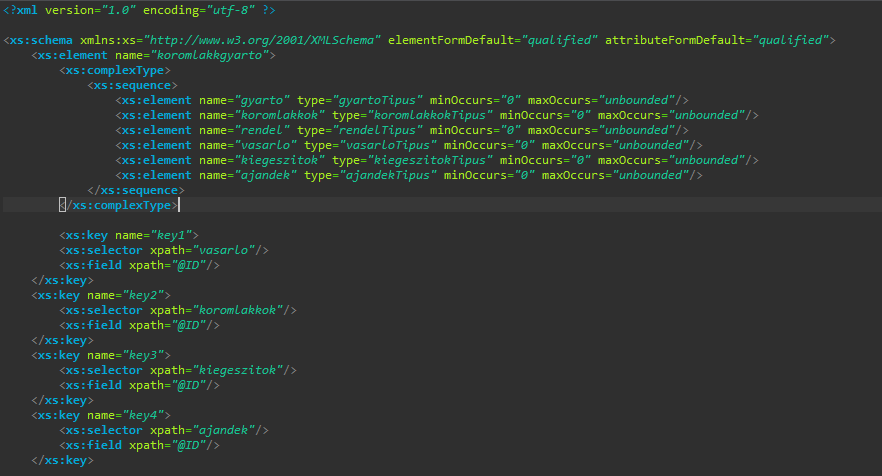 <?xml version="1.0" encoding="utf-8" ?>
<xs:schema xmlns:xs="http://www.w3.org/2001/XMLSchema" elementFormDefault="qualified" attributeFormDefault="qualified">
<xs:element name="koromlakkgyarto">
<xs:complexType>
<xs:sequence>
<xs:element name="gyarto" type="gyartoTipus" minOccurs="0" maxOccurs="unbounded"/>
<xs:element name="koromlakkok" type="koromlakkokTipus" minOccurs="0" maxOccurs="unbounded"/>
<xs:element name="rendel" type="rendelTipus" minOccurs="0" maxOccurs="unbounded"/>
<xs:element name="vasarlo" type="vasarloTipus" minOccurs="0" maxOccurs="unbounded"/>
<xs:element name="kiegeszitok" type="kiegeszitokTipus" minOccurs="0" maxOccurs="unbounded"/>
<xs:element name="ajandek" type="ajandekTipus" minOccurs="0" maxOccurs="unbounded"/>
</xs:sequence>
</xs:complexType>
<xs:key name="key1">
<xs:selector xpath="vasarlo"/>
<xs:field xpath="@ID"/>
</xs:key>
<xs:key name="key2">
<xs:selector xpath="koromlakkok"/>
<xs:field xpath="@ID"/>
</xs:key>
<xs:key name="key3">
<xs:selector xpath="kiegeszitok"/>
<xs:field xpath="@ID"/>
</xs:key>
<xs:key name="key4">
<xs:selector xpath="ajandek"/>
<xs:field xpath="@ID"/>
</xs:key>